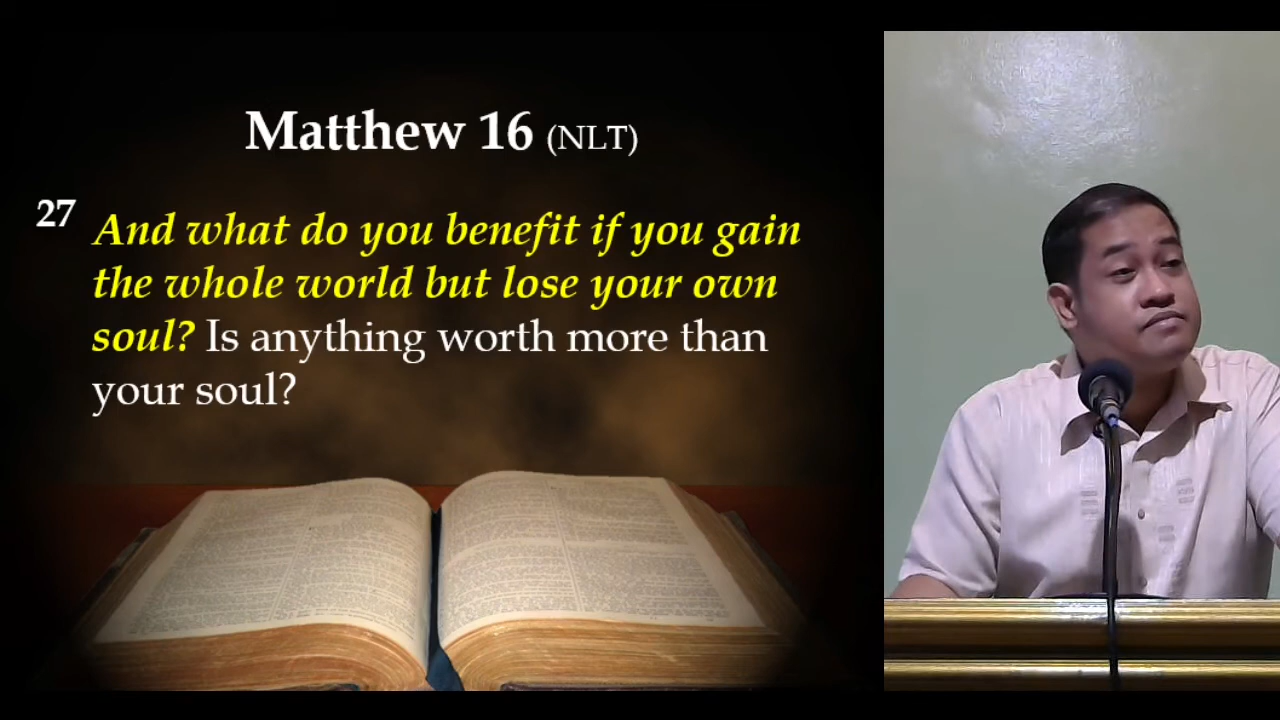 Matthew 16 (NLT)
27 And what do you benefit if you gain
the whole world but lose your own
soul? Is anything worth more than
your soul?